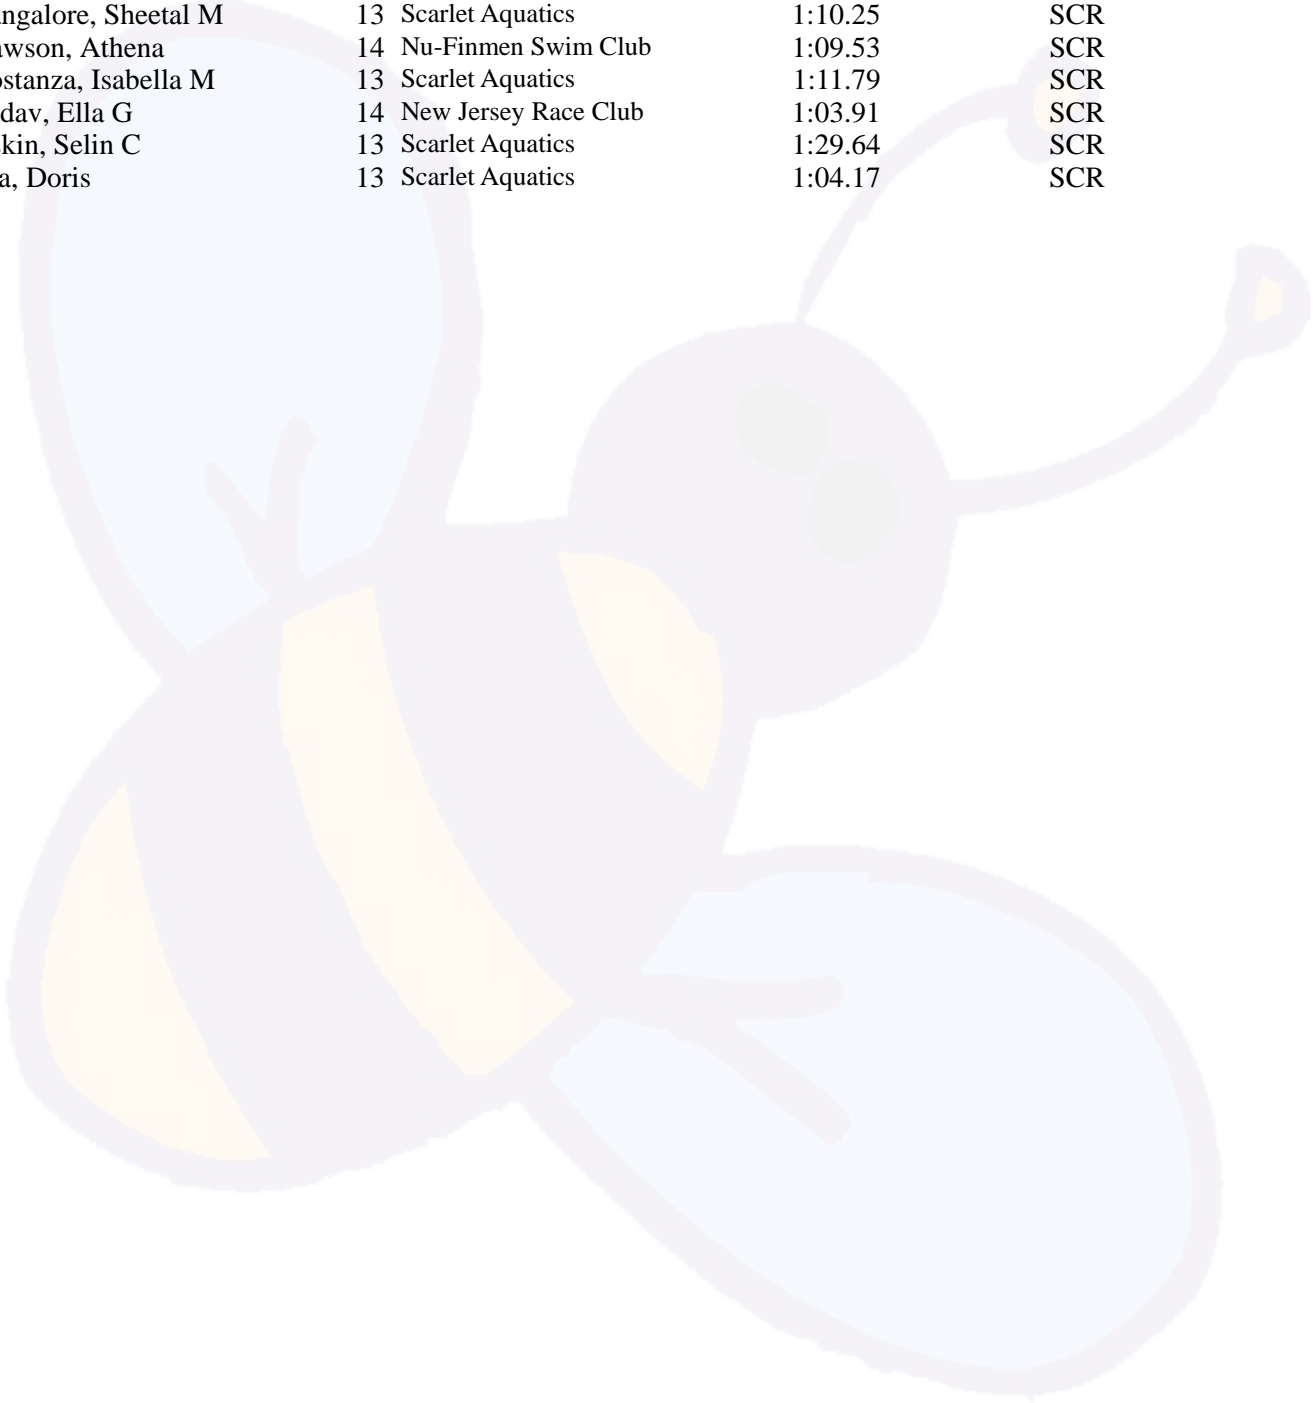 ngalore, Sheetal M 13 Scarlet Aquatics 1:10.25 SCR
wson, Athena 14 Nu-Finmen Swim Club 1:09.53 SCR
stanza, Isabella M 13 Scarlet Aquatics 1:11.79 SCR
dav, Ella G 14 New Jersey Race Club 1:03.91 SCR
kin, Selin C 13 Scarlet Aquatics 1:29.64 SCR
a, Doris 13 Scarlet Aquatics 1:04.17 SCR